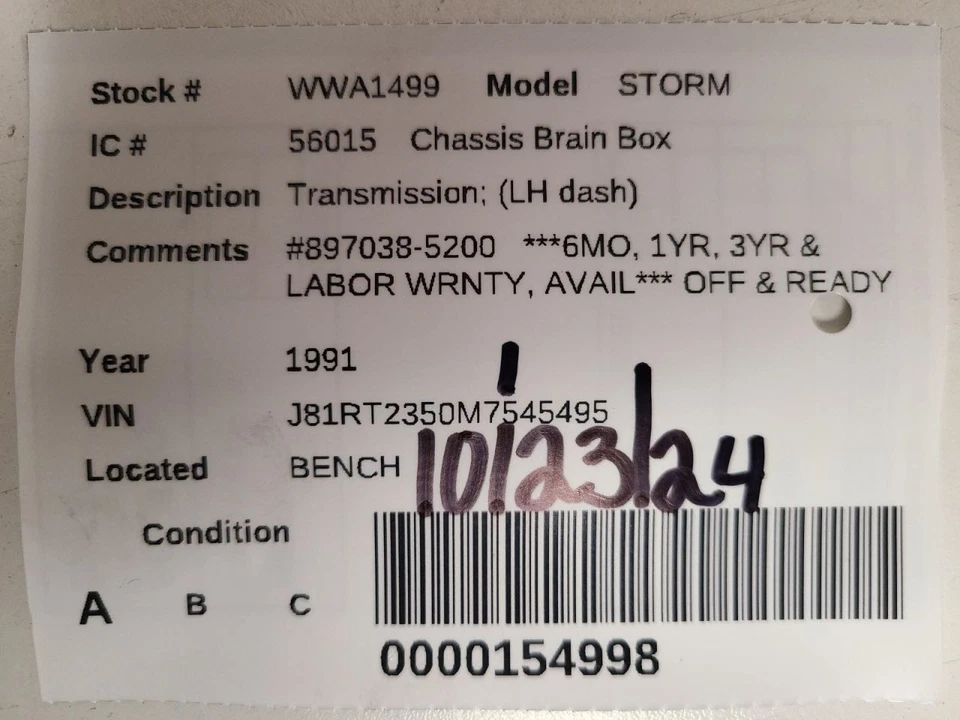 Stock # WWA1499 Model STORM
IC # 56015 Chassis Brain Box
Description Transmission; (LH dash)
Comments #897038-5200 ***6MO, 1YR, 3YR &
LABOR WRNTY, AVAIL*** OFF & READY
Year 1991
VIN J81RT2350M7545495
Located BENCH
10/23/24
Condition
A B C
0000154998